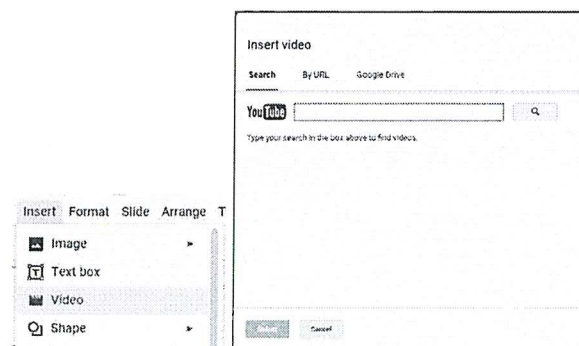 Insert Format Slide Arrange T
Image
Text box
Video
Shape
Insert video
Search By URL Google Drive
YouTube
Type your search in the box above to find videos.
Select Cancel